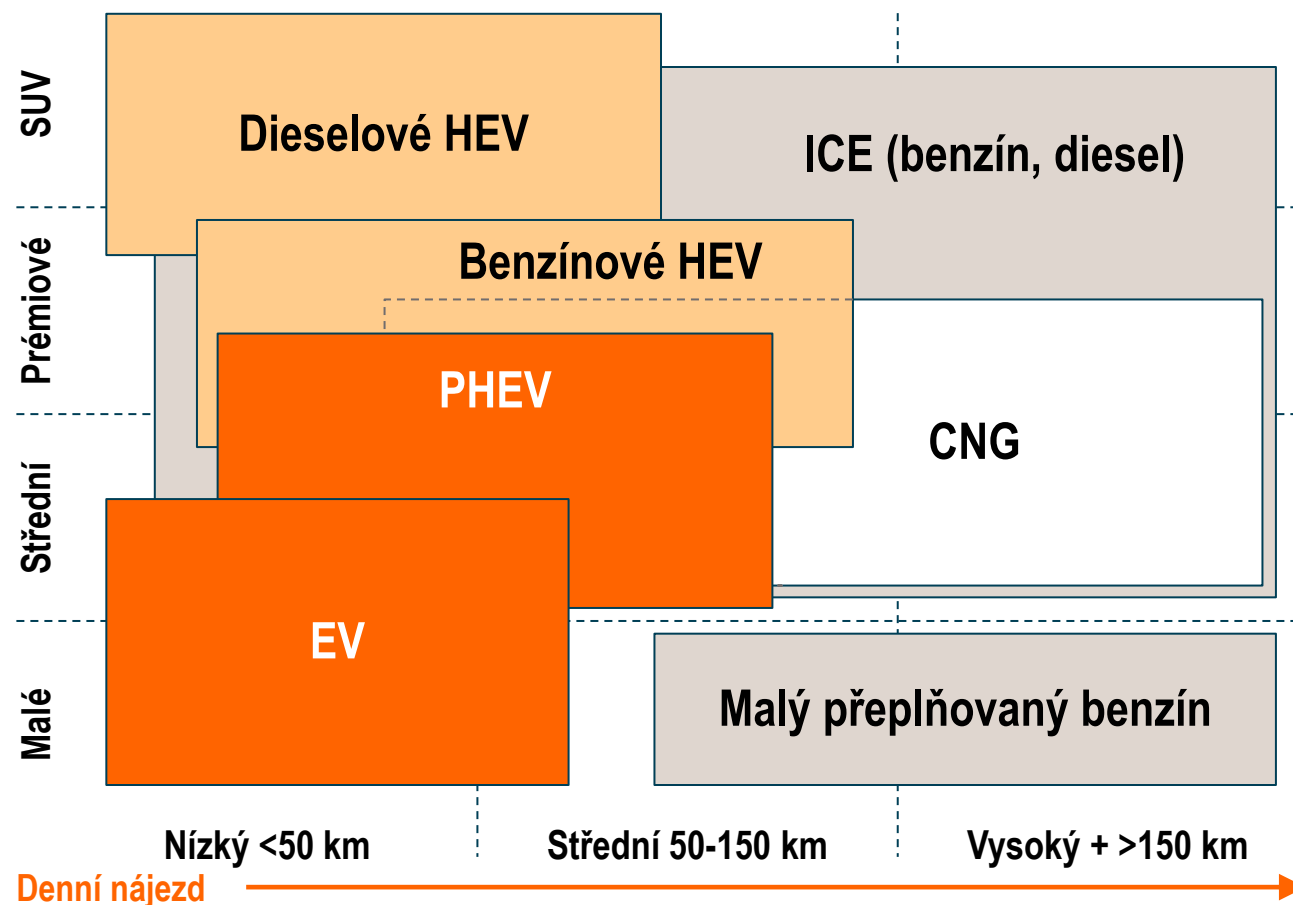 SUV
Dieselové HEV
ICE (benzín, diesel)
Prémiové
Benzínové HEV
PHEV
CNG
Střední
EV
Malé
Malý přeplňovaný benzín
Nízký <50 km
Střední 50-150 km
Vysoký + >150 km
Denní nájezd